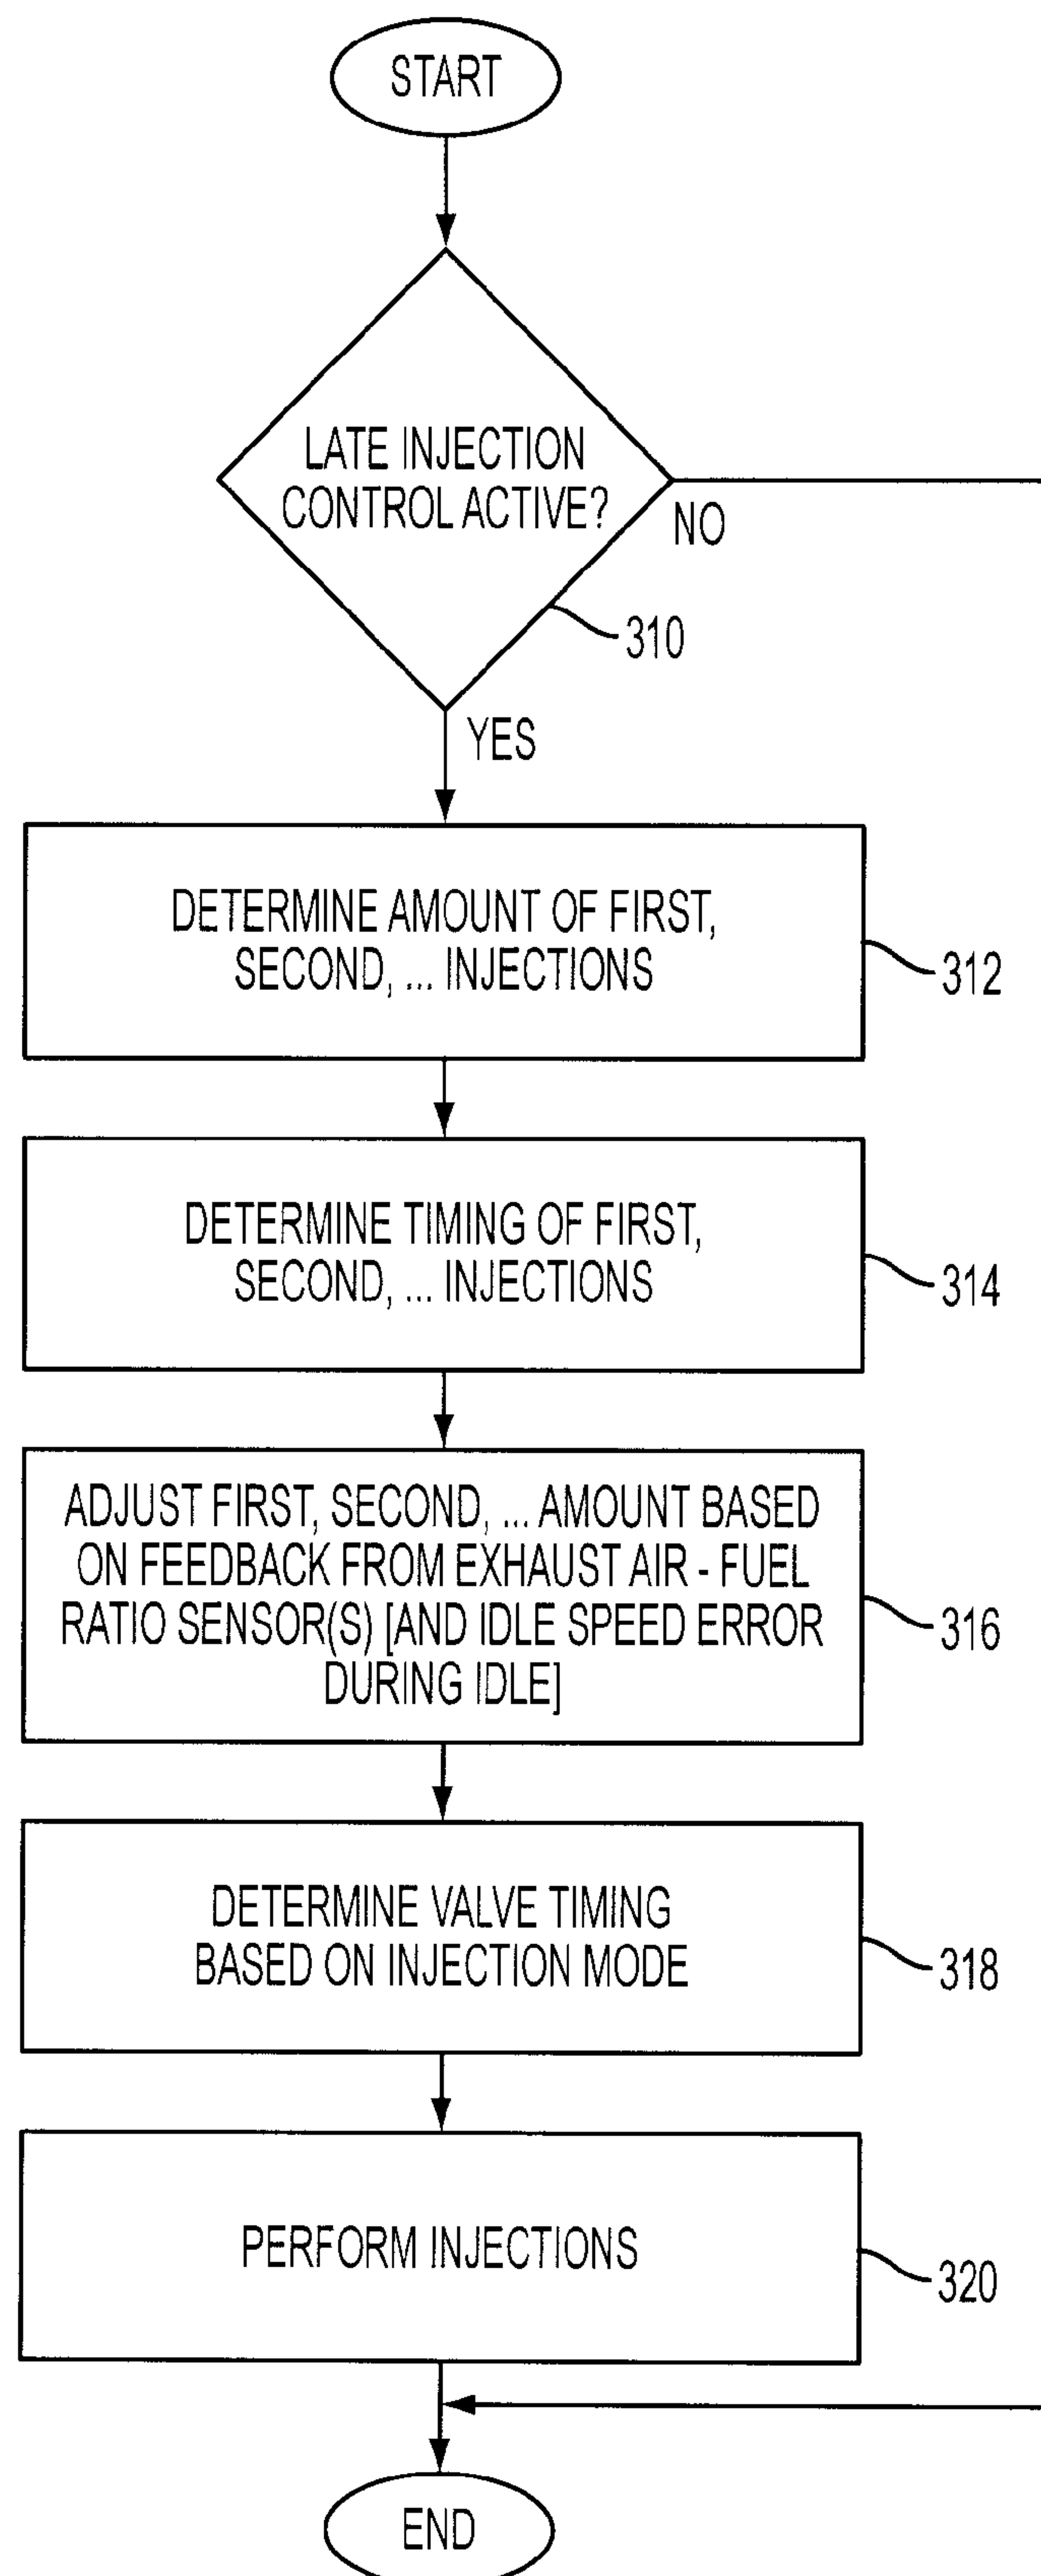 START
LATE INJECTION
CONTROL ACTIVE?
NO
310
YES
DETERMINE AMOUNT OF FIRST,
SECOND, ... INJECTIONS
312
DETERMINE TIMING OF FIRST,
SECOND, ... INJECTIONS
314
ADJUST FIRST, SECOND, ... AMOUNT BASED
ON FEEDBACK FROM EXHAUST AIR - FUEL
RATIO SENSOR(S) [AND IDLE SPEED ERROR
DURING IDLE]
316
DETERMINE VALVE TIMING
BASED ON INJECTION MODE
318
PERFORM INJECTIONS
320
END